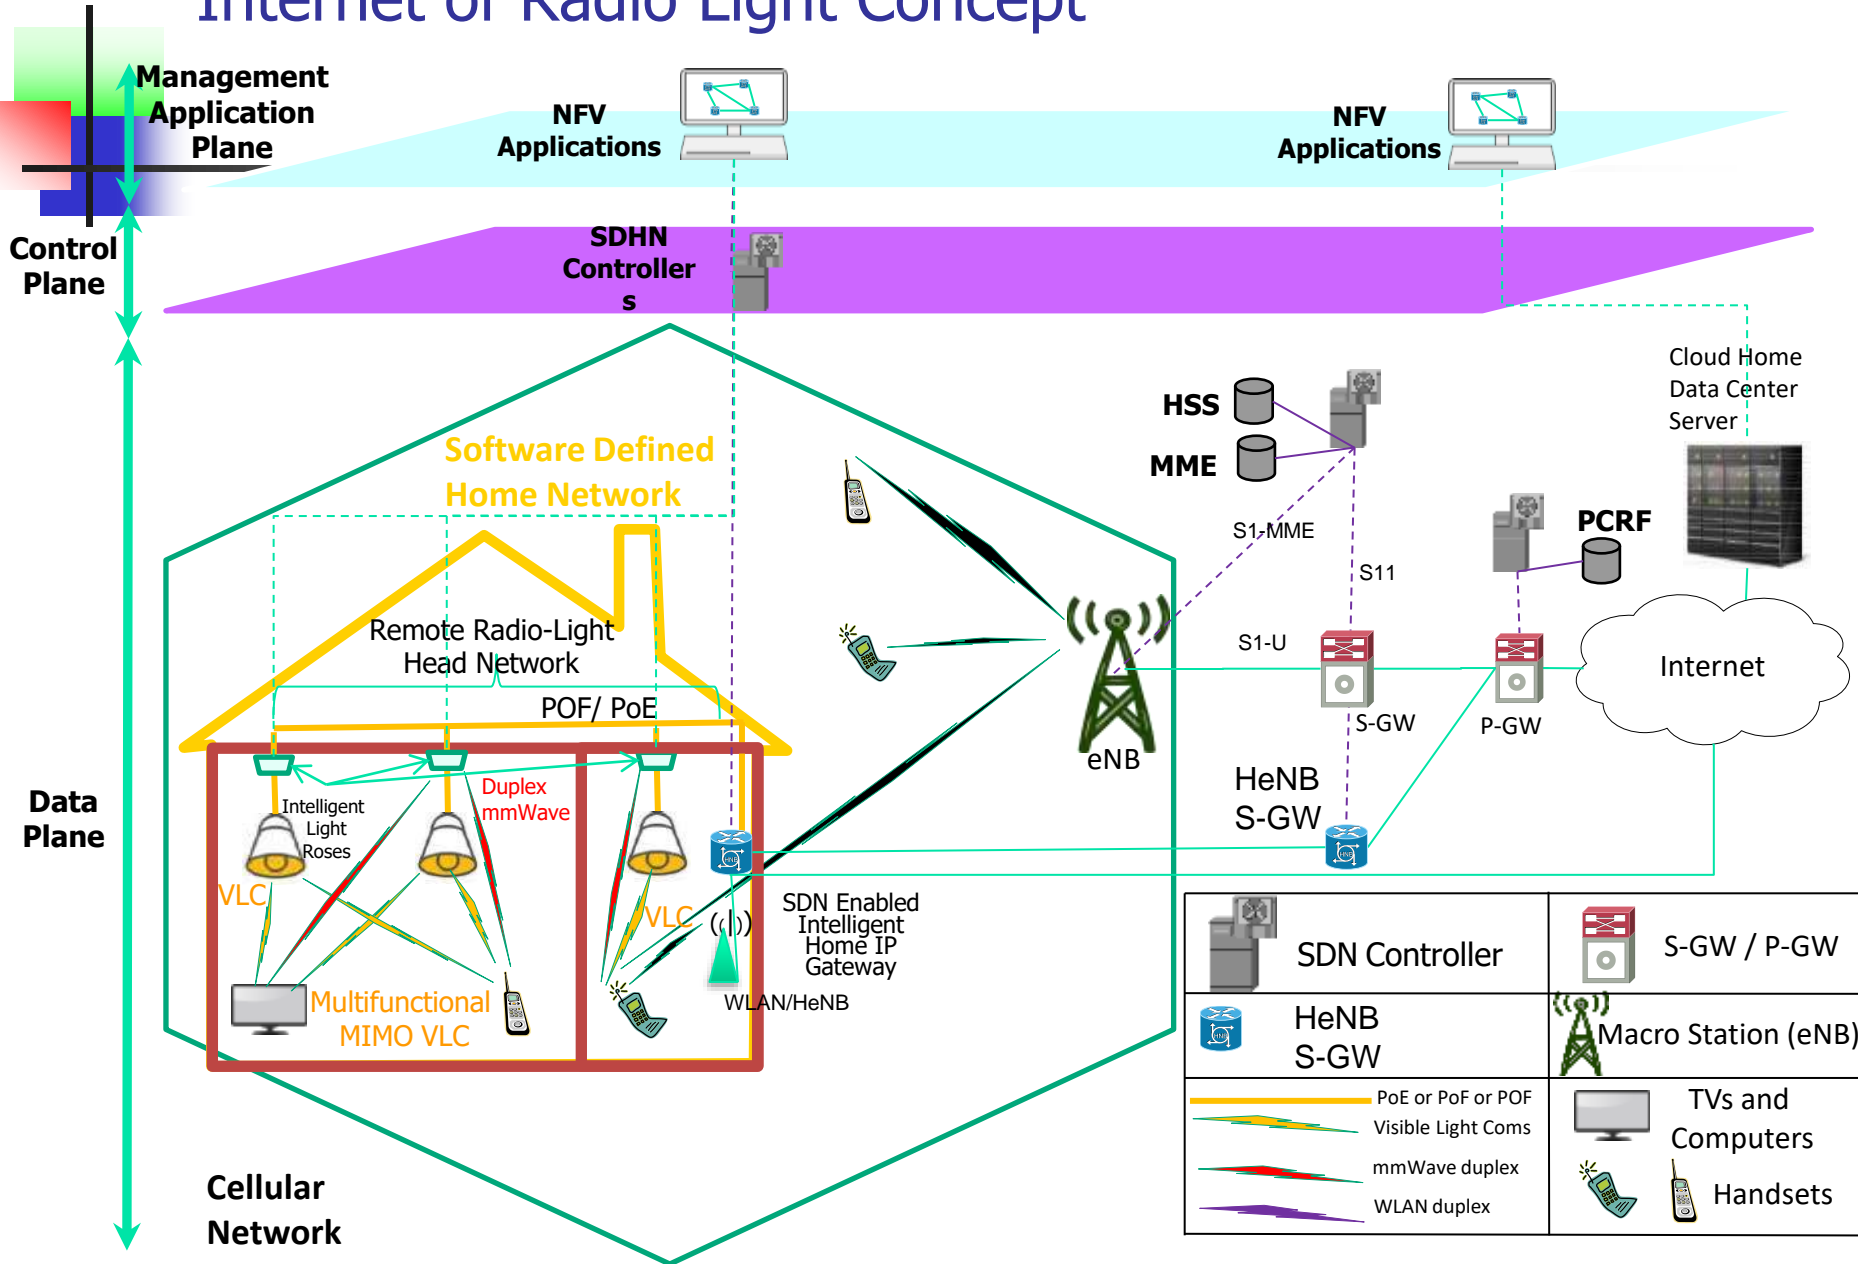 Internet of Radio Light Concept
Management
Application
Plane
NFV
Applications
NFV
Applications
Control
Plane
SDHN
Controller
s
Cloud Home
Data Center
Server
HSS
MME
Software Defined
Home Network
S1-MME
PCRF
S11
Remote Radio-Light
Head Network
S1-U
Internet
POF/ PoE
S-GW
P-GW
eNB
Duplex
mmWave
HeNB
S-GW
Data
Plane
Intelligent
Light
Roses
HNB
HNB
VLC
VLC
SDN Enabled
Intelligent
Home IP
Gateway
WLAN/HeNB
Multifunctional
MIMO VLC
SDN Controller
S-GW / P-GW
HNB
HeNB
S-GW
Macro Station (eNB)
PoE or PoF or POF
Visible Light Coms
mmWave duplex
WLAN duplex
TVs and
Computers
Handsets
Cellular
Network